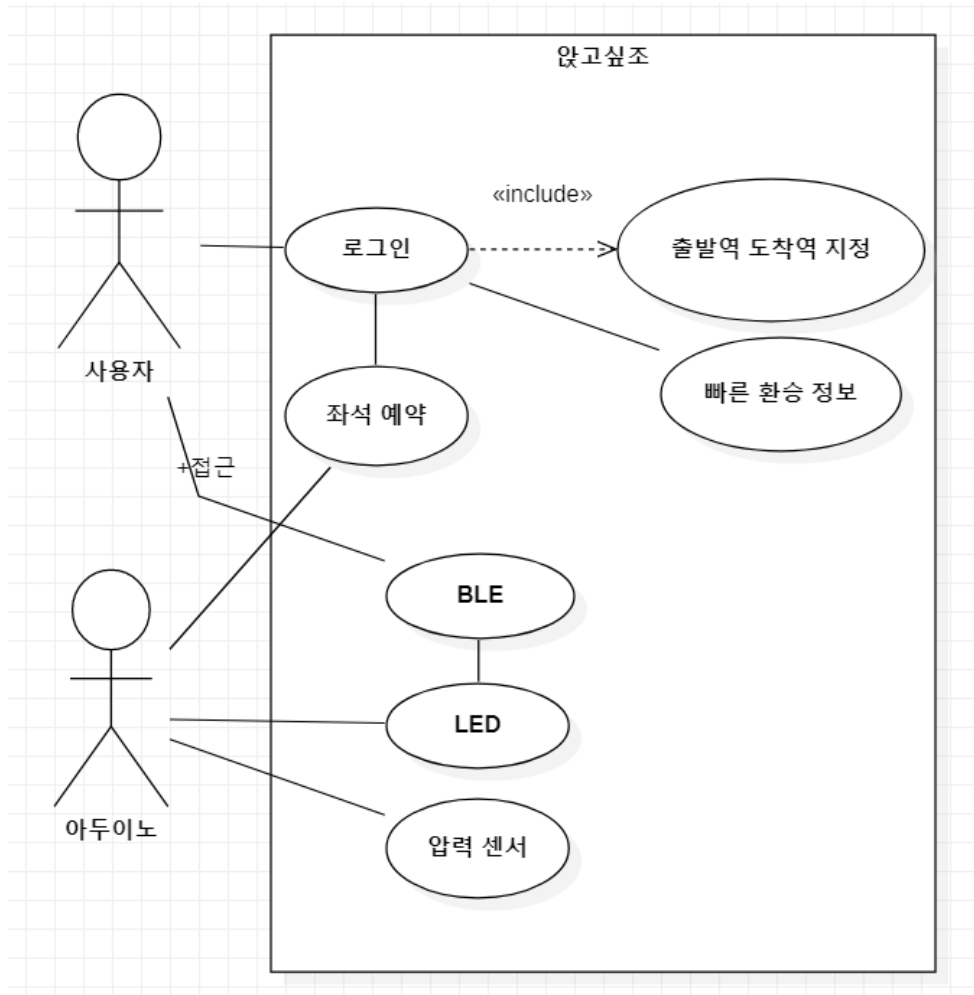 앉고싶조
«include»
로그인
출발역 도착역 지정
사용자
좌석 예약
빠른 환승 정보
+접근
BLE
LED
아두이노
압력 센서